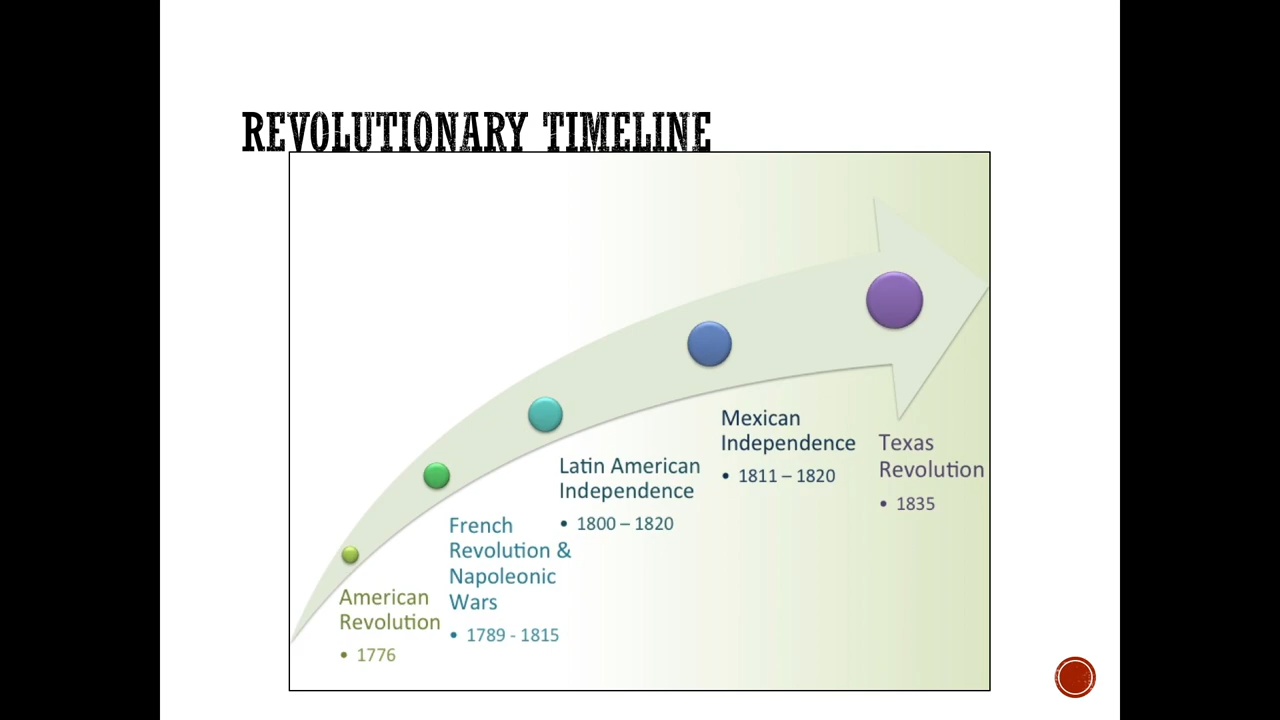 REVOLUTIONARY TIMELINE
American
Revolution
• 1776
French
Revolution &
Napoleonic
Wars
• 1789 - 1815
Latin American
Independence
• 1800 – 1820
Mexican
Independence
• 1811 – 1820
Texas
Revolution
• 1835